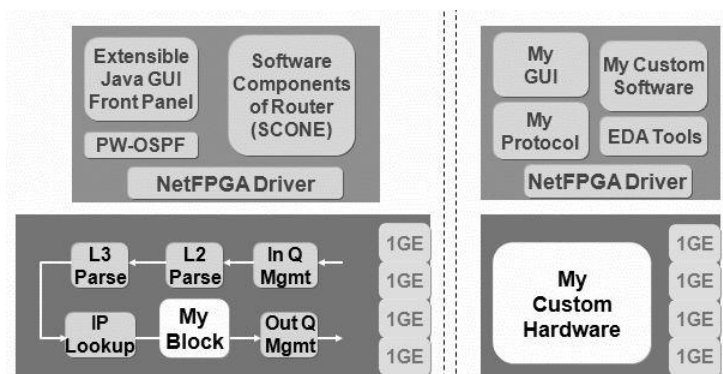 Extensible
Java GUI
Front Panel
Software
Components
of Router
(SCONE)
PW-OSPF
NetFPGA Driver
My
GUI
My Custom
Software
My
Protocol
EDA Tools
NetFPGA Driver
L3
Parse
L2
Parse
In Q
Mgmt
IP
Lookup
My
Block
Out Q
Mgmt
1GE
1GE
1GE
1GE
My
Custom
Hardware
1GE
1GE
1GE
1GE